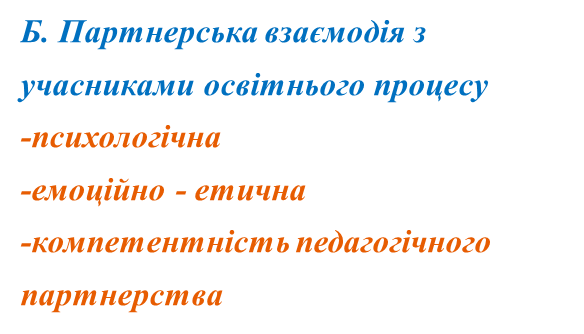 Б. Партнерська взаємодія з
учасниками освітнього процесу
-психологічна
-емоційно - етична
-компетентність педагогічного
партнерства